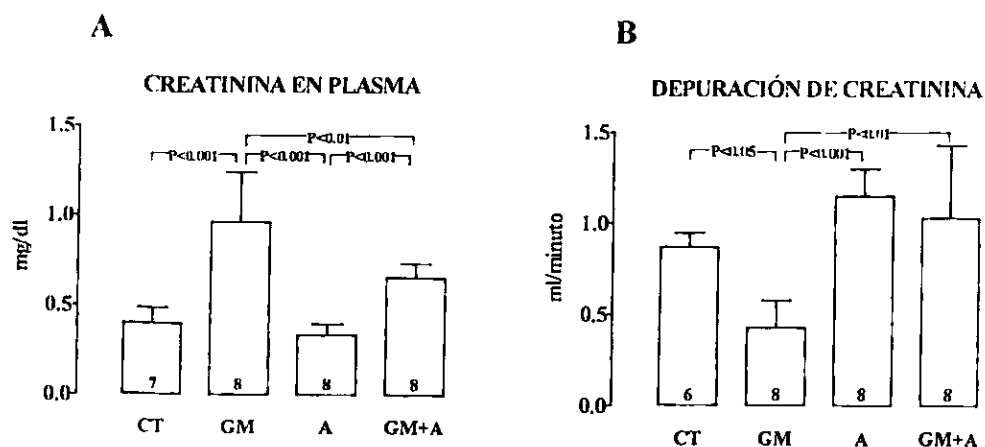 A
CREATININA EN PLASMA
1.5
1.0
0.5
0.0
mg/dl
P<0.01
P<0.001 P<0.001 P<0.001
7 8 8 8
CT GM A GM+A
B
DEPURACIÓN DE CREATININA
1.5
1.0
0.5
0.0
ml/minuto
P<0.01
P<0.05 P<0.001
6 8 8 8
CT GM A GM+A